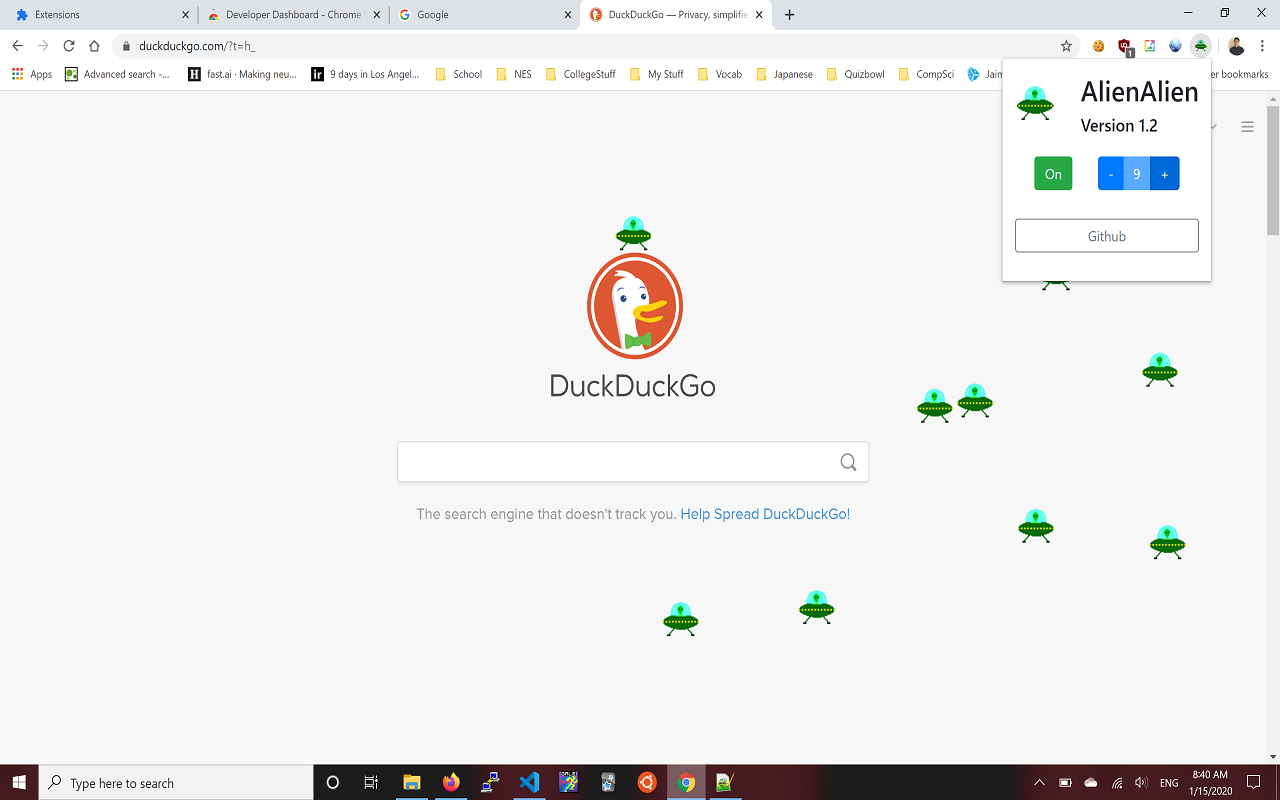 Extensions
Developer Dashboard - Chrome
Google
DuckDuckGo — Privacy, simplifie
duckduckgo.com/?t=h_
1
Apps
Advanced search -...
H
fast.ai · Making neu...
ir
9 days in Los Angel...
School
NES
CollegeStuff
My Stuff
Vocab
Japanese
Quizbowl
CompSci
Jaim
er bookmarks
AlienAlien
Version 1.2
On
-
9
+
Github
DuckDuckGo
The search engine that doesn't track you. Help Spread DuckDuckGo!
Type here to search
ENG
8:40 AM
1/15/2020